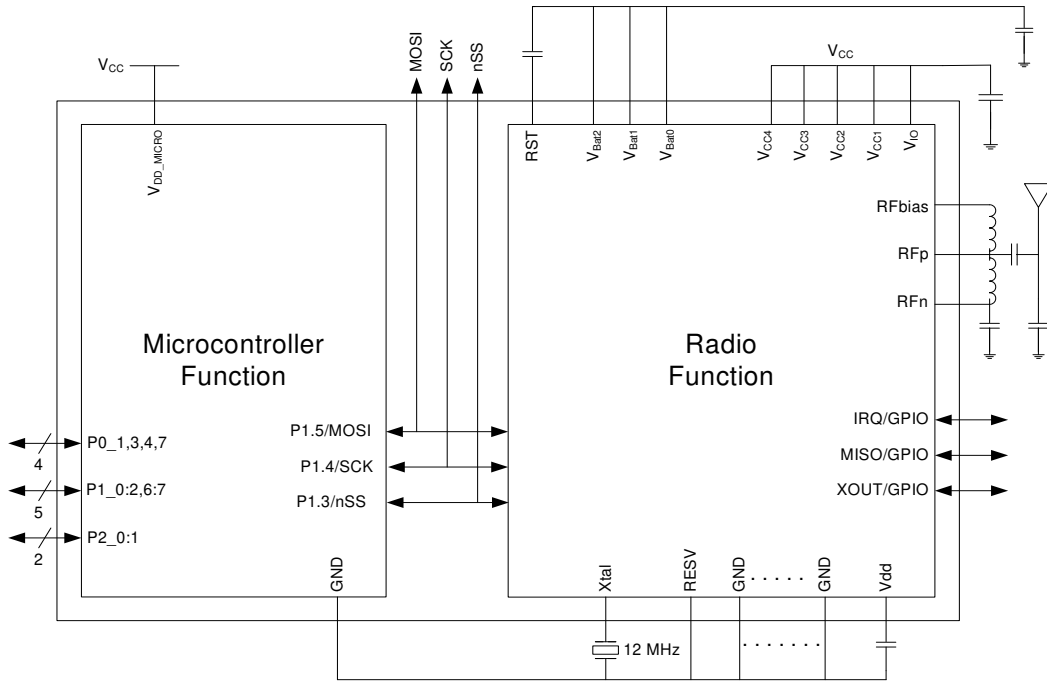 MOSI
SCK
nSS
VCC
VCC
VDD_MICRO
RST
VBat2
VBat1
VBat0
VCC4
VCC3
VCC2
VCC1
VIO
RFbias
RFp
RFn
Microcontroller
Function
Radio
Function
P0_1,3,4,7
4
P1_0:2,6:7
5
P2_0:1
2
P1.5/MOSI
P1.4/SCK
P1.3/nSS
IRQ/GPIO
MISO/GPIO
XOUT/GPIO
GND
Xtal
RESV
GND
. . . . .
GND
Vdd
12 MHz
. . . . . . . .